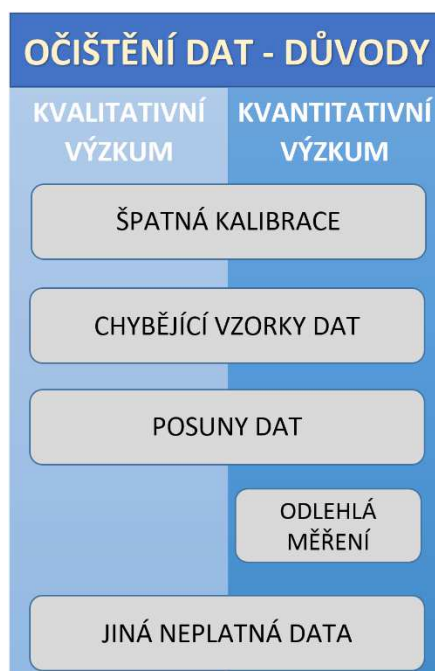 OČIŠTĚNÍ DAT - DŮVODY
KVALITATIVNÍ
VÝZKUM
KVANTITATIVNÍ
VÝZKUM
ŠPATNÁ KALIBRACE
CHYBĚJÍCÍ VZORKY DAT
POSUNY DAT
ODLEHLÁ
MĚŘENÍ
JINÁ NEPLATNÁ DATA